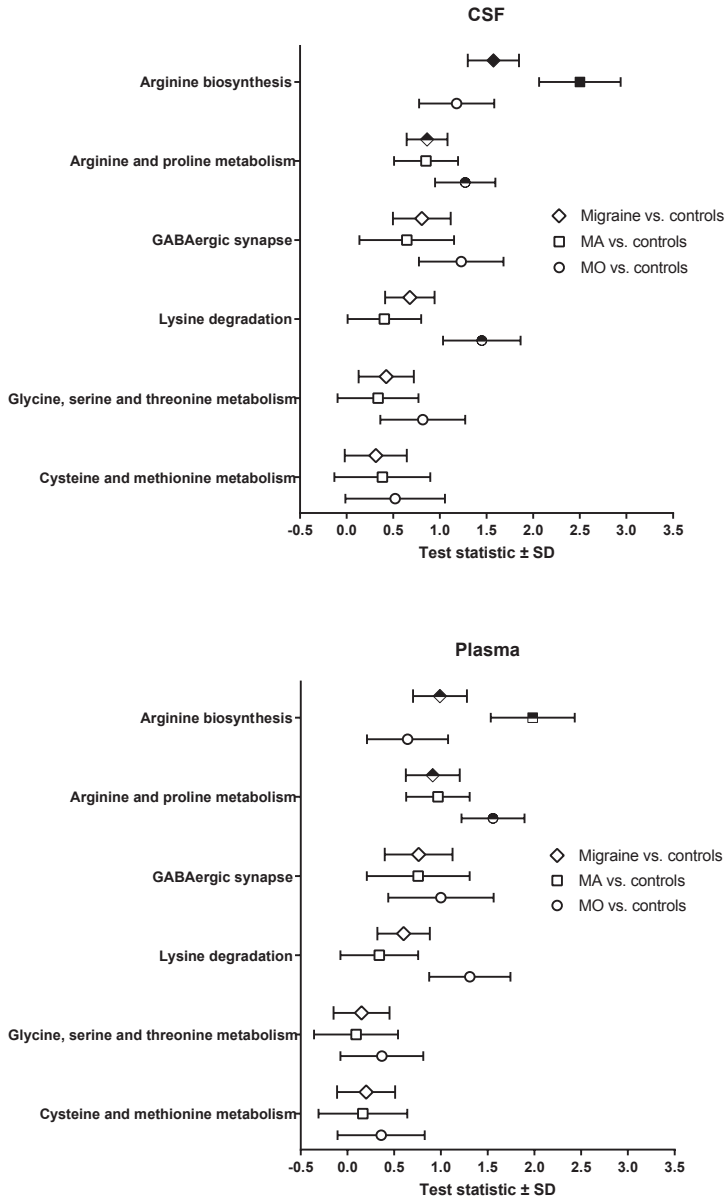 CSF
Arginine biosynthesis
Arginine and proline metabolism
GABAergic synapse
Lysine degradation
Glycine, serine and threonine metabolism
Cysteine and methionine metabolism
Migraine vs. controls
MA vs. controls
MO vs. controls
-0.5 0.0 0.5 1.0 1.5 2.0 2.5 3.0 3.5
Test statistic ± SD
Plasma
Arginine biosynthesis
Arginine and proline metabolism
GABAergic synapse
Lysine degradation
Glycine, serine and threonine metabolism
Cysteine and methionine metabolism
Migraine vs. controls
MA vs. controls
MO vs. controls
-0.5 0.0 0.5 1.0 1.5 2.0 2.5 3.0 3.5
Test statistic ± SD